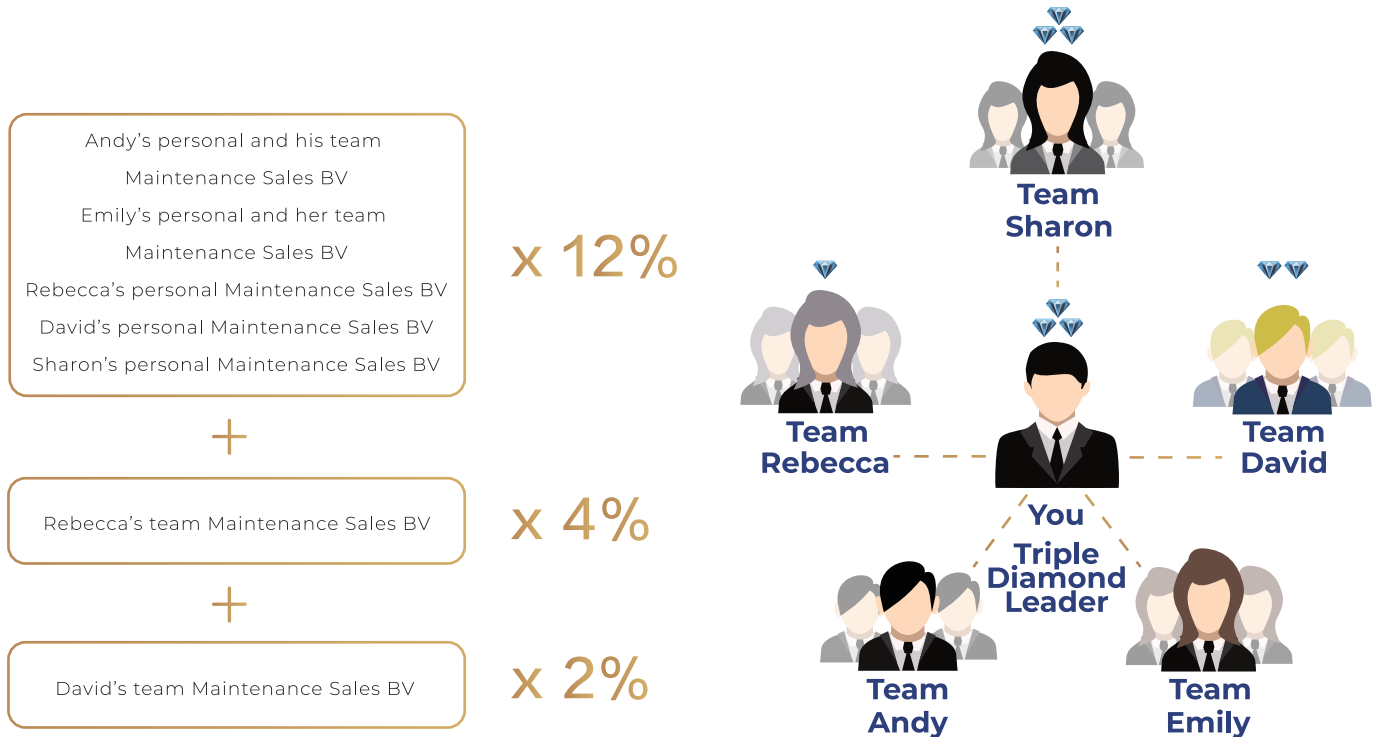 Andy's personal and his team
Maintenance Sales BV
Emily's personal and her team
Maintenance Sales BV
Rebecca's personal Maintenance Sales BV
David's personal Maintenance Sales BV
Sharon's personal Maintenance Sales BV
x 12%
+
Rebecca's team Maintenance Sales BV
x 4%
+
David's team Maintenance Sales BV
x 2%
Team
Sharon
Team
Rebecca
Team
David
You
Triple
Diamond
Leader
Team
Andy
Team
Emily